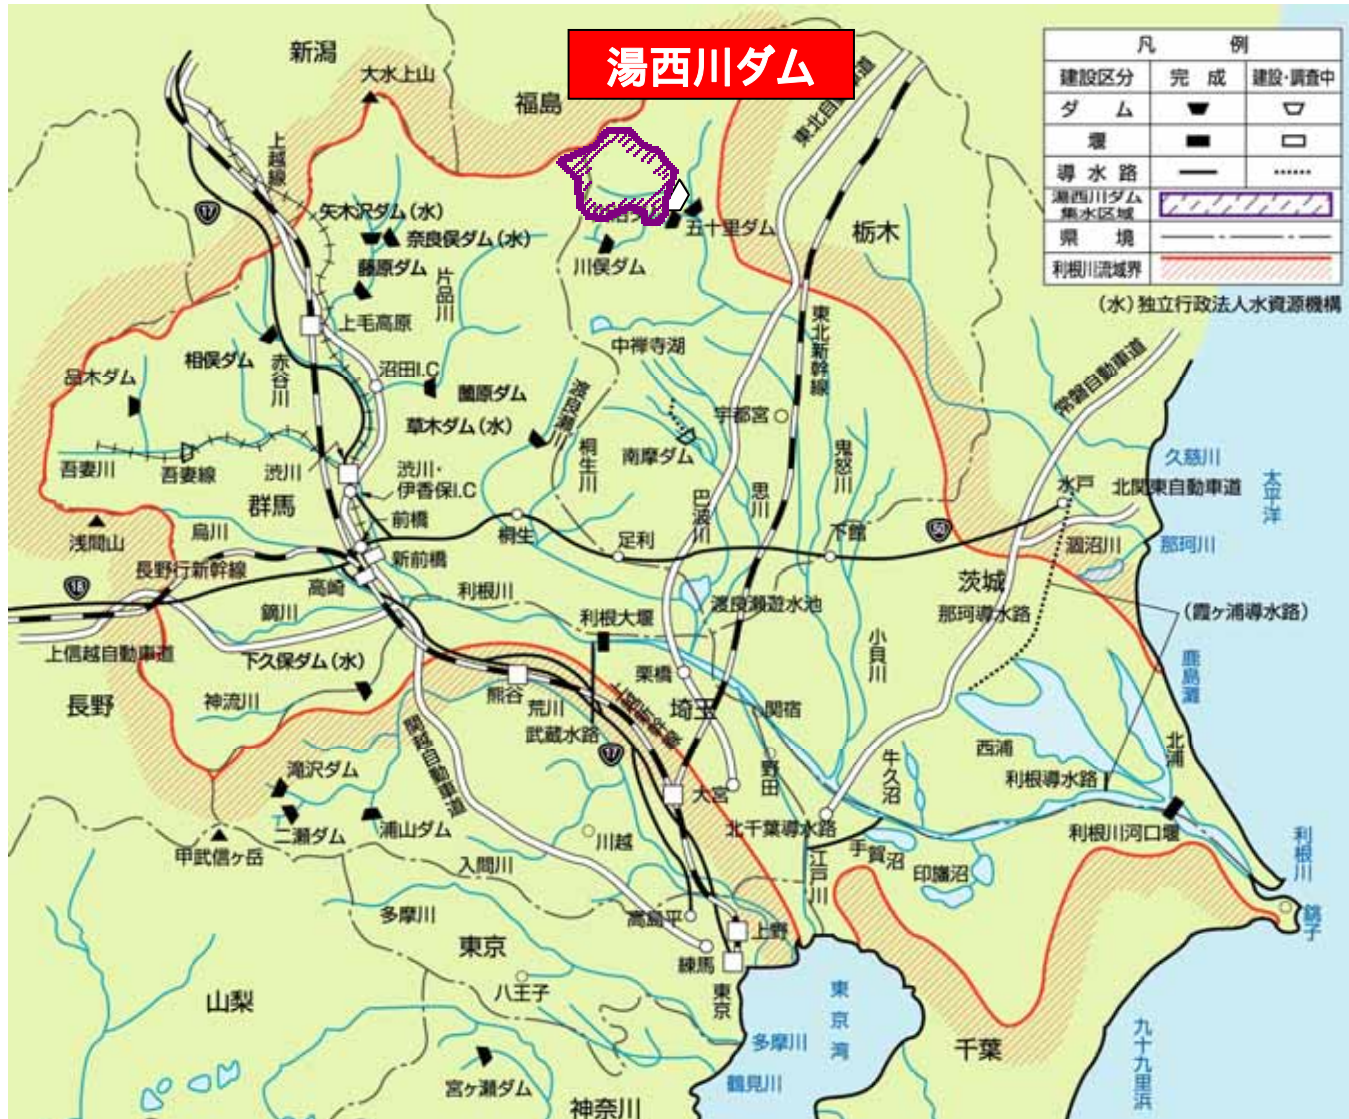 湯西川ダム
新潟
大水上山
福島
東北自動車道
凡 例
建設区分 完成 建設・調査中
ダム
堰
導水路
湯西川ダム
集水区域
県境
利根川流域界
(水)独立行政法人水資源機構
上越線
17
矢木沢ダム(水)
奈良俣ダム(水)
藤原ダム
片品川
上毛高原
相俣ダム
赤谷川
沼田I.C
薗原ダム
品木ダム
草木ダム(水)
五十里ダム
川俣ダム
栃木
中禅寺湖
東北新幹線
渡良瀬川
桐生川
宇都宮
南摩ダム
鬼怒川
思川
巴波川
常磐自動車道
久慈川
水戸
北関東自動車道
太平洋
50
涸沼川
那珂川
吾妻川
吾妻線
渋川
渋川・
伊香保I.C
群馬
前橋
新前橋
浅間山
烏川
長野行新幹線
18
高崎
桐生
足利
下館
茨城
那珂導水路
(霞ヶ浦導水路)
鏑川
利根川
利根大堰
渡良瀬遊水池
小貝川
上信越自動車道
下久保ダム(水)
長野
神流川
熊谷
荒川
武蔵水路
17
上越新幹線
栗橋
埼玉
関宿
鹿島灘
北浦
西浦
利根導水路
牛久沼
野田
関越自動車道
滝沢ダム
二瀬ダム
浦山ダム
甲武信ヶ岳
大宮
北千葉導水路
川越
入間川
手賀沼
印旛沼
江戸川
利根川河口堰
利根川
銚子
多摩川
高島平
上野
練馬
東京
東京
八王子
山梨
東京湾
多摩川
鶴見川
千葉
九十九里浜
宮ヶ瀬ダム
神奈川